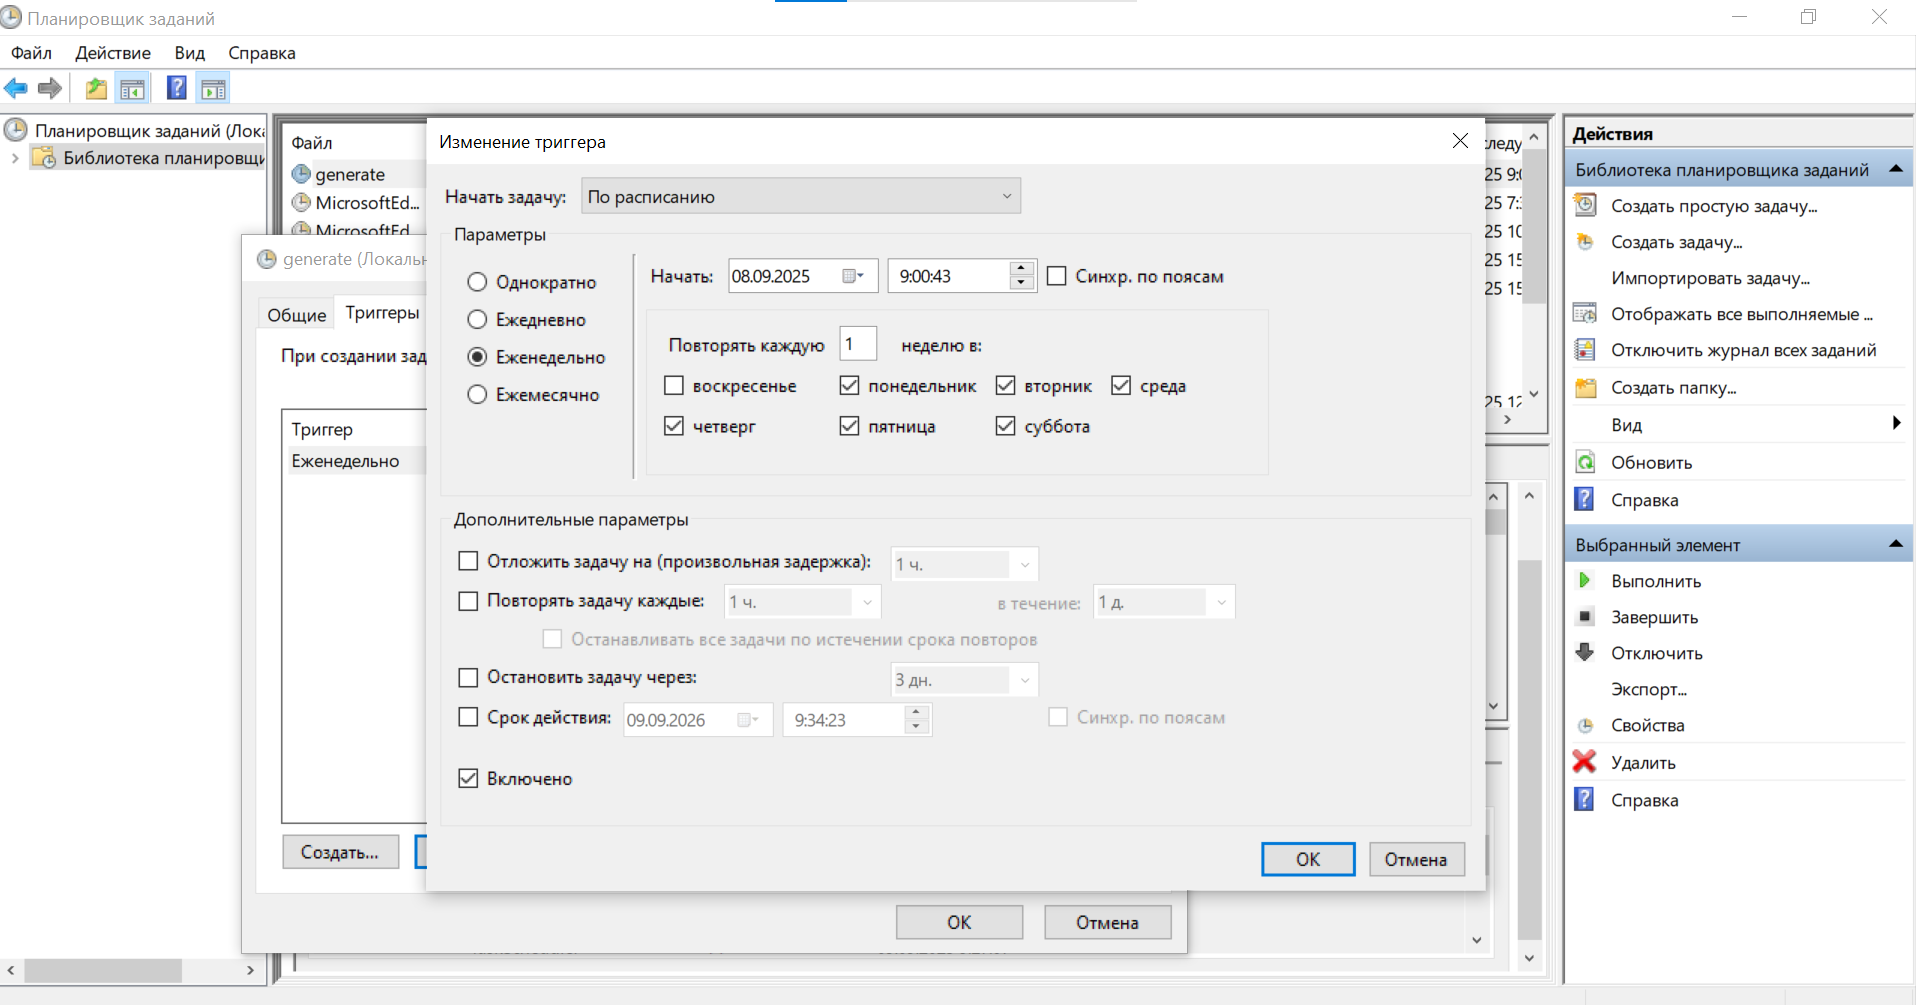 Планировщик заданий
Файл Действие Вид Справка
Планировщик заданий (Лока
Библиотека планировщи
Файл
generate
MicrosoftEd...
MicrosoftEd
25 9:0
25 7:3
25 10
25 15
25 15
25 12
generate (Локальн
Общие Триггеры
При создании зад
Триггер
Еженедельно
Создать...
OK Отмена
Изменение триггера
Начать задачу: По расписанию
Параметры
Однократно
Ежедневно
Еженедельно
Ежемесячно
Начать: 08.09.2025 9:00:43 Синхр. по поясам
Повторять каждую 1 неделю в:
воскресенье понедельник вторник среда
четверг пятница суббота
Дополнительные параметры
Отложить задачу на (произвольная задержка): 1 ч.
Повторять задачу каждые: 1 ч. в течение: 1 д.
Останавливать все задачи по истечении срока повторов
Остановить задачу через: 3 дн.
Срок действия: 09.09.2026 9:34:23 Синхр. по поясам
Включено
OK Отмена
Действия
Библиотека планировщика заданий
Создать простую задачу...
Создать задачу...
Импортировать задачу...
Отображать все выполняемые ...
Отключить журнал всех заданий
Создать папку...
Вид
Обновить
Справка
Выбранный элемент
Выполнить
Завершить
Отключить
Экспорт...
Свойства
Удалить
Справка